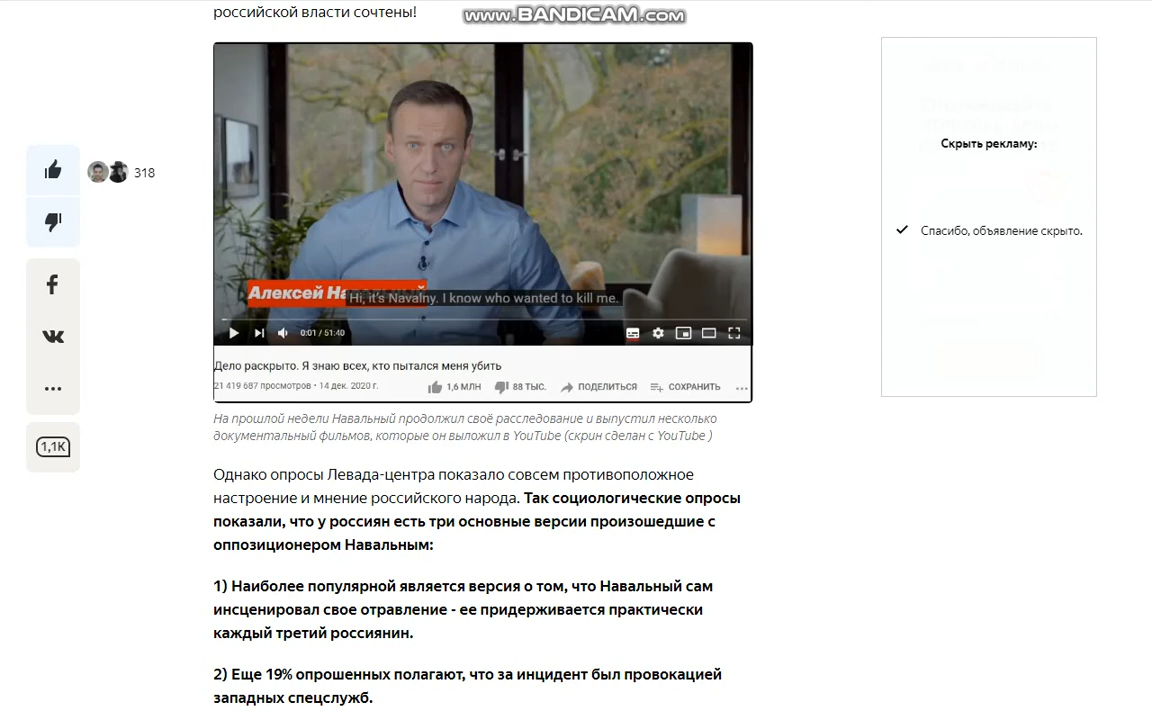 российской власти сочтены!
www.BANDICAM.com
318
Скрыть рекламу:
Спасибо, объявление скрыто.
Алексей На
Hi, it's Navalny. I know who wanted to kill me.
0:01 / 51:40
Дело раскрыто. Я знаю всех, кто пытался меня убить
21 419 687 просмотров • 14 дек. 2020 г.
1,6 МЛН
88 ТЫС.
ПОДЕЛИТЬСЯ
СОХРАНИТЬ
На прошлой недели Навальный продолжил своё расследование и выпустил несколько
документальный фильмов, которые он выложил в YouTube (скрин сделан с YouTube )
1,1K
Однако опросы Левада-центра показало совсем противоположное
настроение и мнение российского народа. Так социологические опросы
показали, что у россиян есть три основные версии произошедшие с
оппозиционером Навальным:
1) Наиболее популярной является версия о том, что Навальный сам
инсценировал свое отравление - ее придерживается практически
каждый третий россиянин.
2) Еще 19% опрошенных полагают, что за инцидент был провокацией
западных спецслужб.